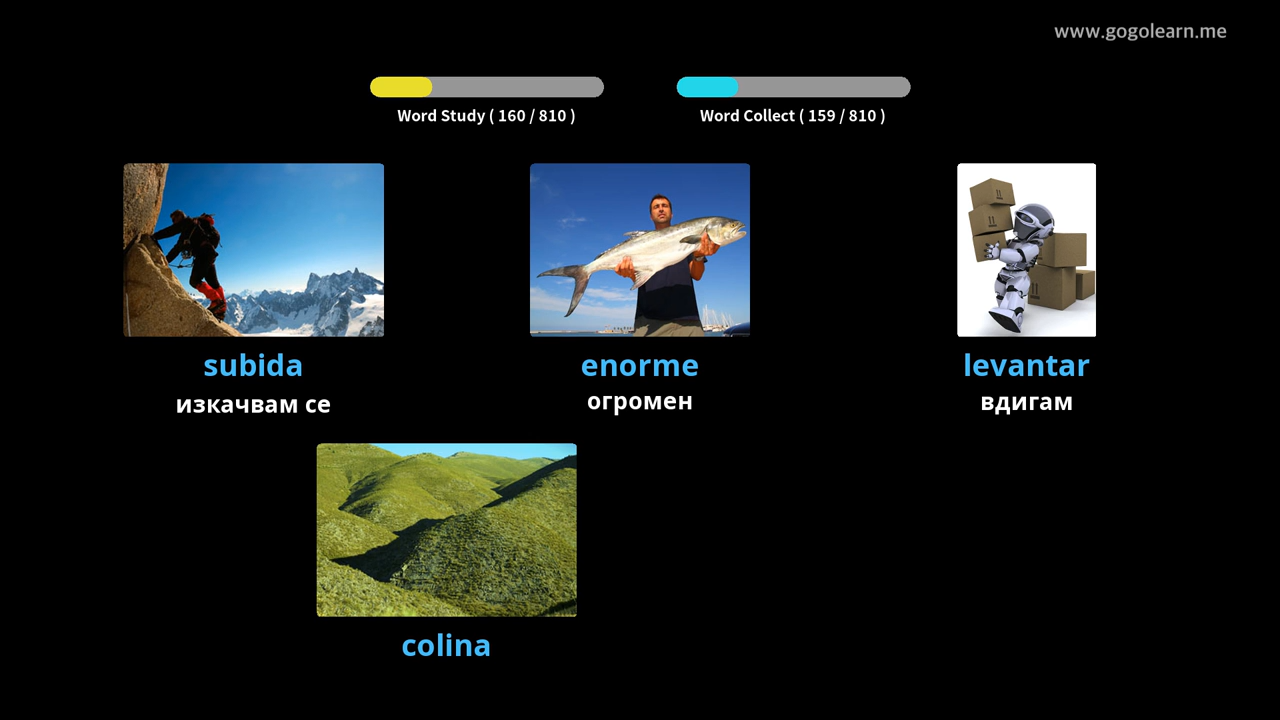 www.gogolearn.me
Word Study ( 160 / 810 )
Word Collect ( 159 / 810 )
subida
enorme
levantar
изкачвам се
огромен
вдигам
colina